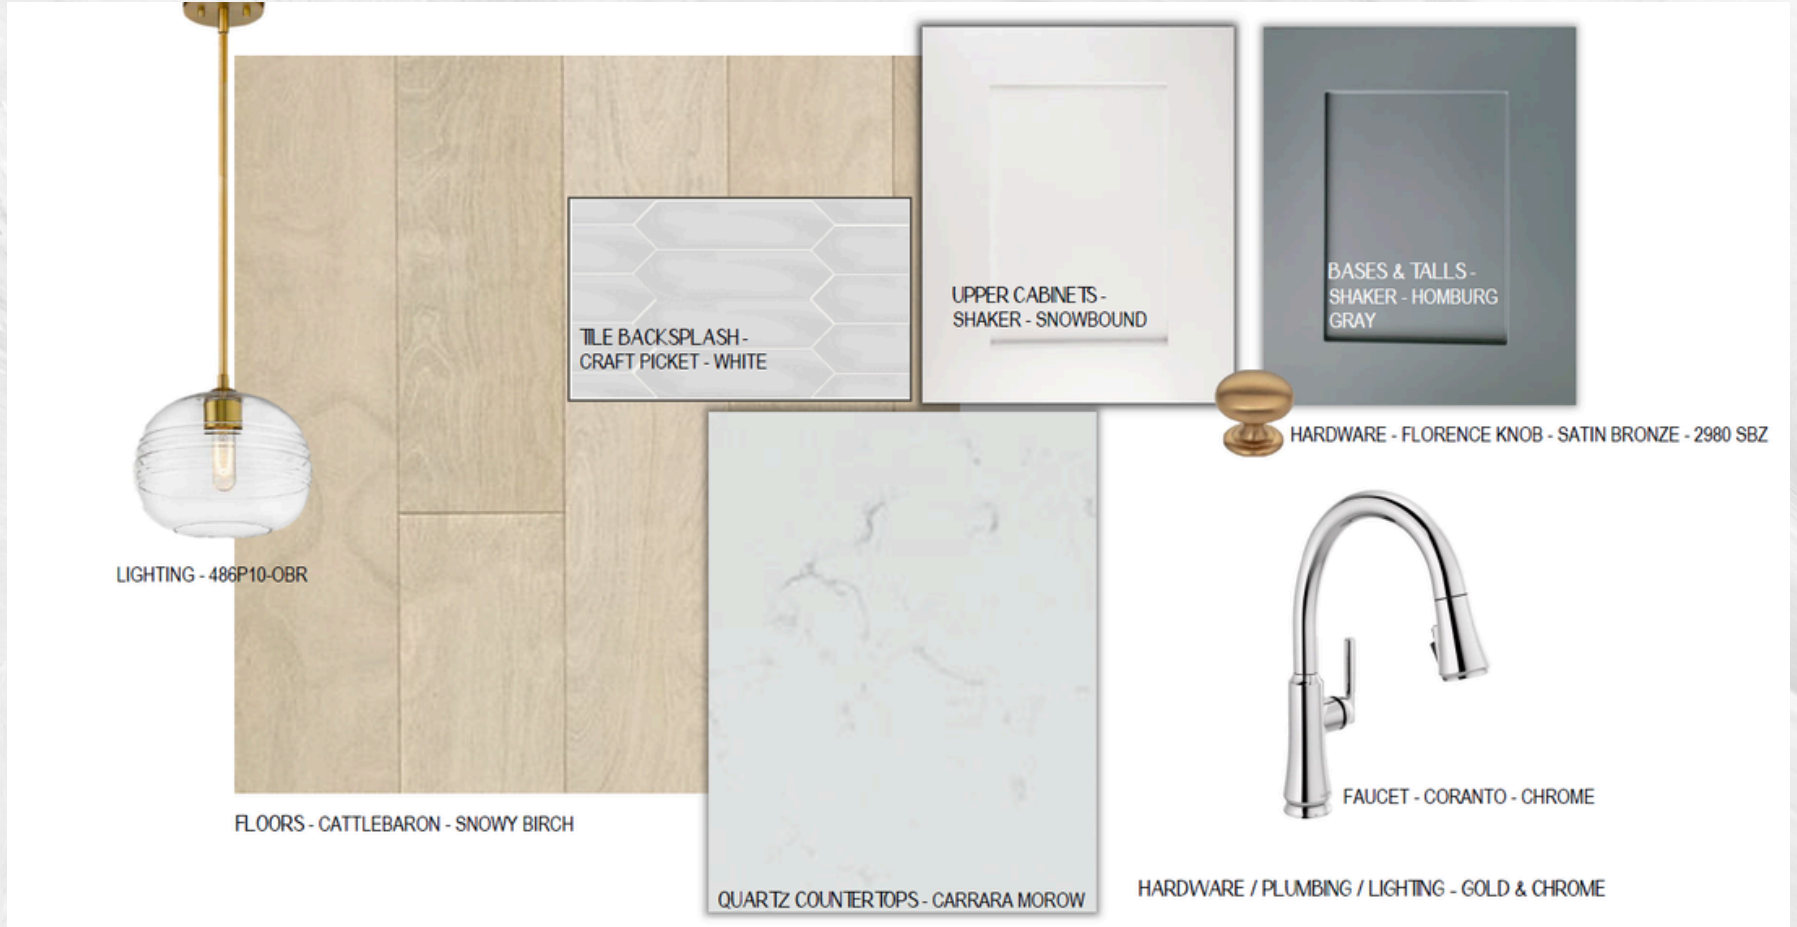 UPPER CABINETS -
SHAKER - SNOWBOUND
BASES & TALLS -
SHAKER - HOMBURG
GRAY
TILE BACKSPLASH -
CRAFT PICKET - WHITE
HARDWARE - FLORENCE KNOB - SATIN BRONZE - 2980 SBZ
LIGHTING - 486P10-OBR
FAUCET - CORANTO - CHROME
FLOORS - CATTLEBARON - SNOWY BIRCH
QUARTZ COUNTERTOPS - CARRARA MOROW
HARDWARE / PLUMBING / LIGHTING - GOLD & CHROME